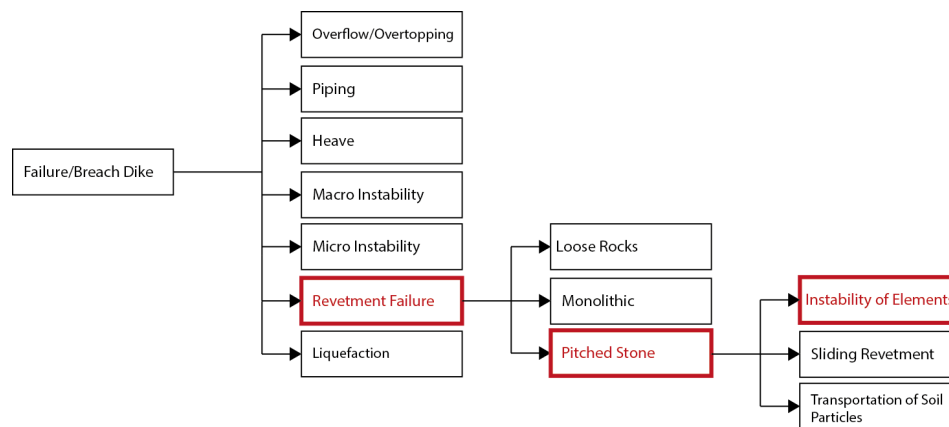 Overflow/Overtopping
Piping
Heave
Failure/Breach Dike
Macro Instability
Micro Instability
Loose Rocks
Revetment Failure
Monolithic
Instability of Elements
Liquefaction
Pitched Stone
Sliding Revetment
Transportation of Soil
Particles